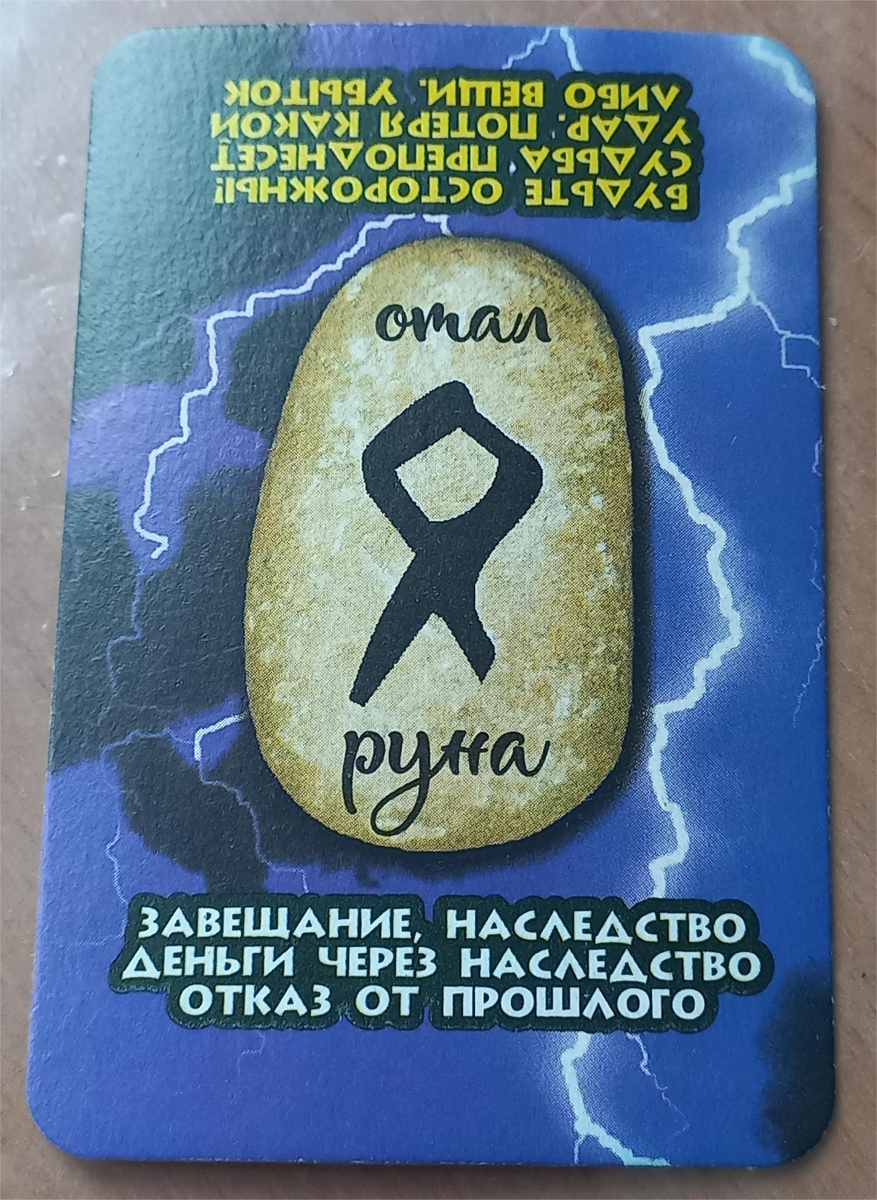 БУДЬТЕ ОСТОРОЖНЫ!
СУДЬБА ПРЕПОДНЕСЕТ
УДАР. ПОТЕРЯ КАКОЙ
ЛИБО ВЕЩИ. УБЫТОК
отал
руна
ЗАВЕЩАНИЕ, НАСЛЕДСТВО
ДЕНЬГИ ЧЕРЕЗ НАСЛЕДСТВО
ОТКАЗ ОТ ПРОШЛОГО